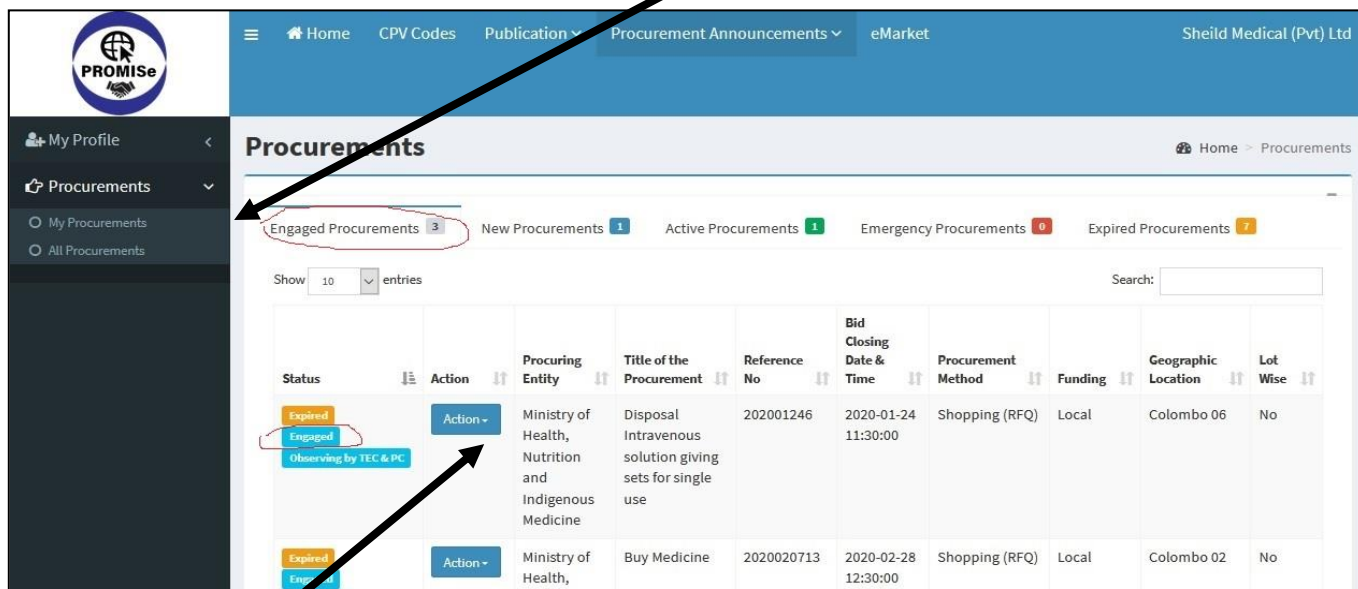 PROMISe
Home CPV Codes Publication Procurement Announcements eMarket Sheild Medical (Pvt) Ltd
My Profile
Procurements
My Procurements
All Procurements
Procurements
Home > Procurements
Engaged Procurements 3 New Procurements 1 Active Procurements 1 Emergency Procurements 0 Expired Procurements 7
Show 10 entries Search:
Status Action Procuring Entity Title of the Procurement Reference No Bid Closing Date & Time Procurement Method Funding Geographic Location Lot Wise
Expired
Engaged
Observing by TEC & PC
Action
Ministry of
Health,
Nutrition
and
Indigenous
Medicine
Disposal
Intravenous
solution giving
sets for single
use
202001246
2020-01-24
11:30:00
Shopping (RFQ)
Local
Colombo 06
No
Expired
Engaged
Action
Ministry of
Health,
Buy Medicine
2020020713
2020-02-28
12:30:00
Shopping (RFQ)
Local
Colombo 02
No